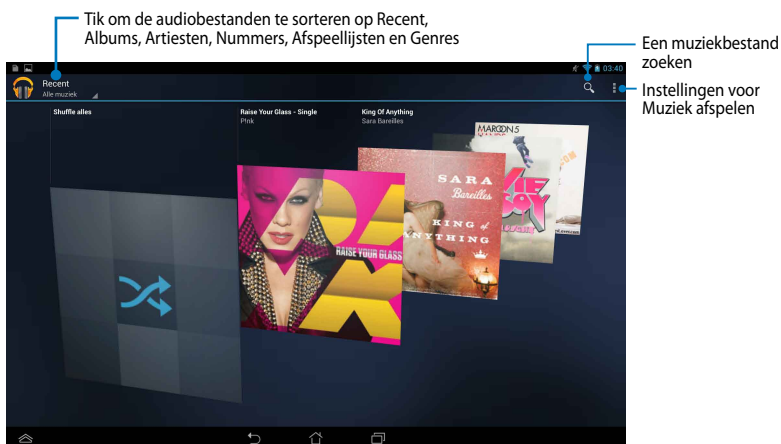 Tik om de audiobestanden te sorteren op Recent,
Albums, Artiesten, Nummers, Afspeellijsten en Genres
Een muziekbestand
zoeken
Instellingen voor
Muziek afspelen
03:40
Recent
Alle muziek
Shuffle alles
Raise Your Glass - Single
P!nk
King Of Anything
Sara Bareilles
RAISE YOUR GLASS
SARA
Bareilles
KING of
ANYTHING
MAROON5